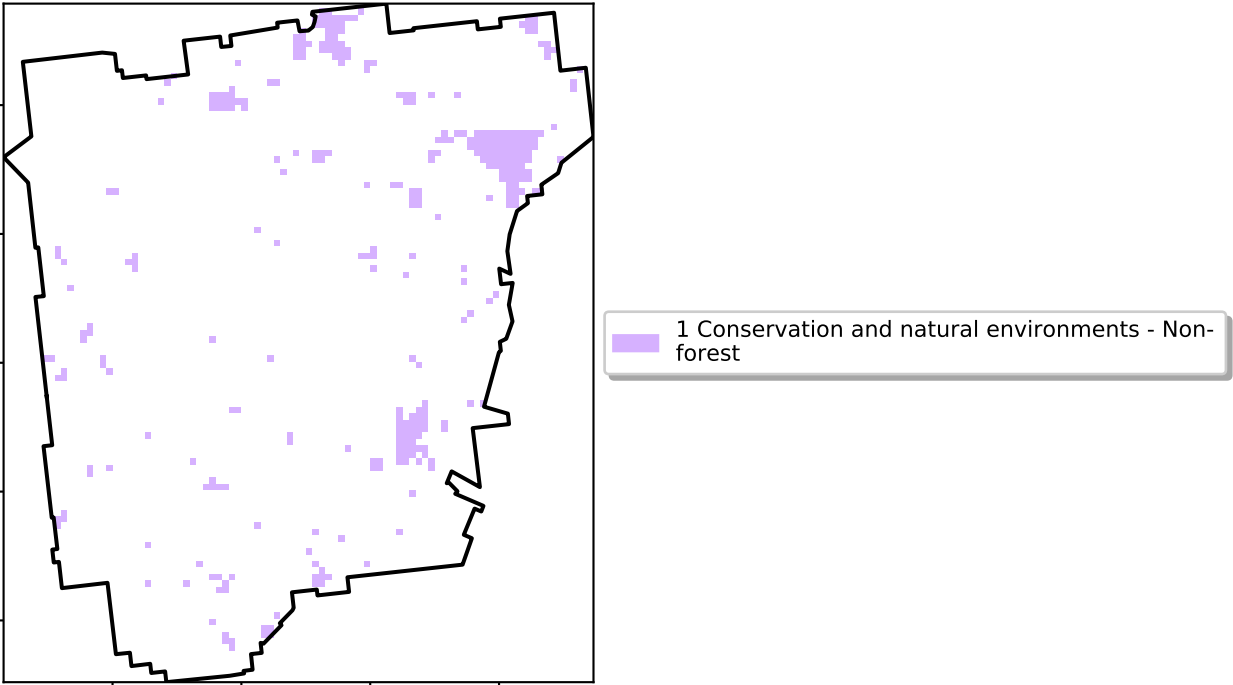 1 Conservation and natural environments - Non-
forest